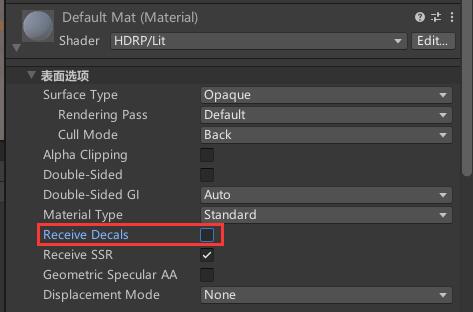 Default Mat (Material)
Shader HDRP/Lit Edit...
表面选项
Surface Type Opaque
Rendering Pass Default
Cull Mode Back
Alpha Clipping
Double-Sided
Double-Sided GI Auto
Material Type Standard
Receive Decals
Receive SSR
Geometric Specular AA
Displacement Mode None